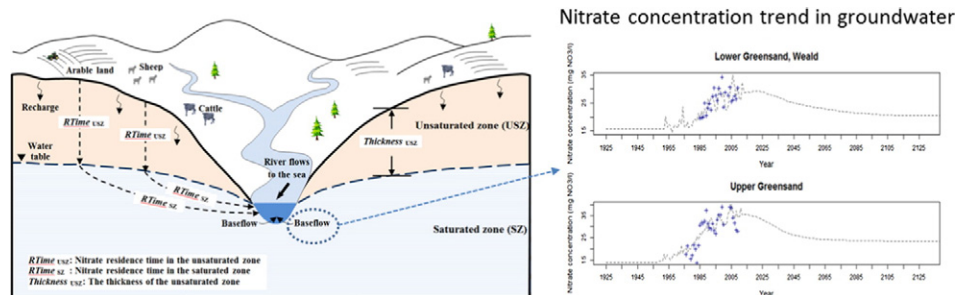 Nitrate concentration trend in groundwater
Arable land
Sheep
Recharge
Cattle
RTime USZ
RTime USZ
Unsaturated zone (USZ)
Thickness USZ
Water
table
River flows
to the sea
RTime SZ
RTime SZ
Baseflow
Baseflow
Saturated zone (SZ)
RTime USZ: Nitrate residence time in the unsaturated zone
RTime SZ : Nitrate residence time in the saturated zone
Thickness USZ: The thickness of the unsaturated zone
Lower Greensand, Weald
Nitrate concentration (mg NO3/l)
35
25
15
1925 1945 1965 1985 2005 2025 2045 2065 2085 2105 2125
Year
Upper Greensand
Nitrate concentration (mg NO3/l)
35
25
15
1925 1945 1965 1985 2005 2025 2045 2065 2085 2105 2125
Year